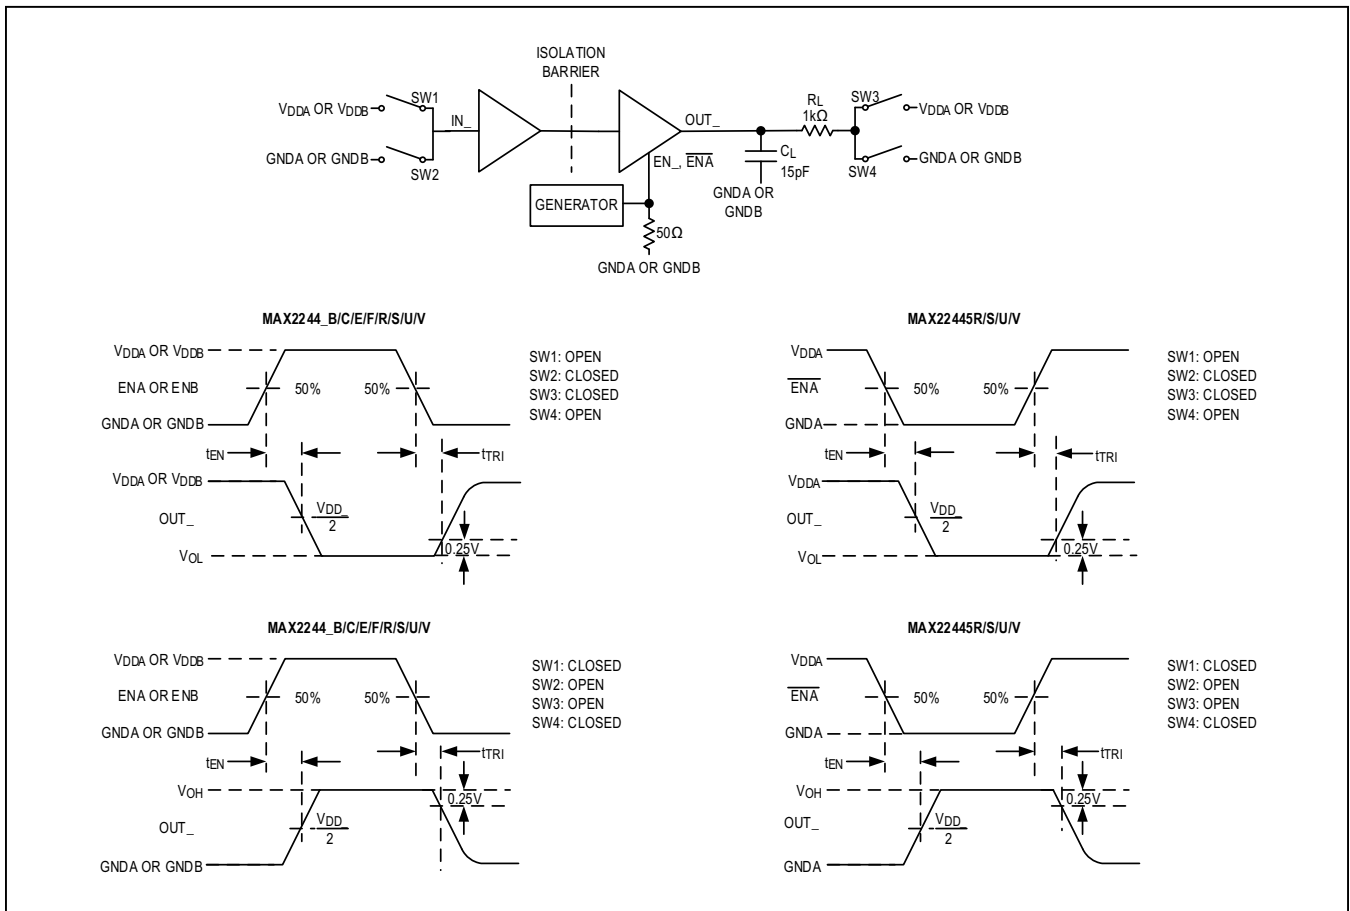 ISOLATION
BARRIER
VDDA OR VDDB
SW1
IN_
OUT_
RL
1kΩ
SW3
VDDA OR VDDB
GNDA OR GNDB
SW2
EN_, E̅N̅A̅
CL
15pF
SW4
GNDA OR GNDB
GENERATOR
GNDA OR
GNDB
50Ω
GNDA OR GNDB
MAX2244_B/C/E/F/R/S/U/V
VDDA OR VDDB
ENA OR ENB
50%
50%
GNDA OR GNDB
SW1: OPEN
SW2: CLOSED
SW3: CLOSED
SW4: OPEN
tEN
tTRI
VDDA OR VDDB
OUT_
VDD_
2
0.25V
VOL
MAX22445R/S/U/V
VDDA
E̅N̅A̅
50%
50%
GNDA
SW1: OPEN
SW2: CLOSED
SW3: CLOSED
SW4: OPEN
tEN
tTRI
VDDA
OUT_
VDD_
2
0.25V
VOL
MAX2244_B/C/E/F/R/S/U/V
VDDA OR VDDB
ENA OR ENB
50%
50%
GNDA OR GNDB
SW1: CLOSED
SW2: OPEN
SW3: OPEN
SW4: CLOSED
tEN
tTRI
VOH
0.25V
OUT_
VDD_
2
GNDA OR GNDB
MAX22445R/S/U/V
VDDA
E̅N̅A̅
50%
50%
GNDA
SW1: CLOSED
SW2: OPEN
SW3: OPEN
SW4: CLOSED
tEN
tTRI
VOH
0.25V
OUT_
VDD_
2
GNDA